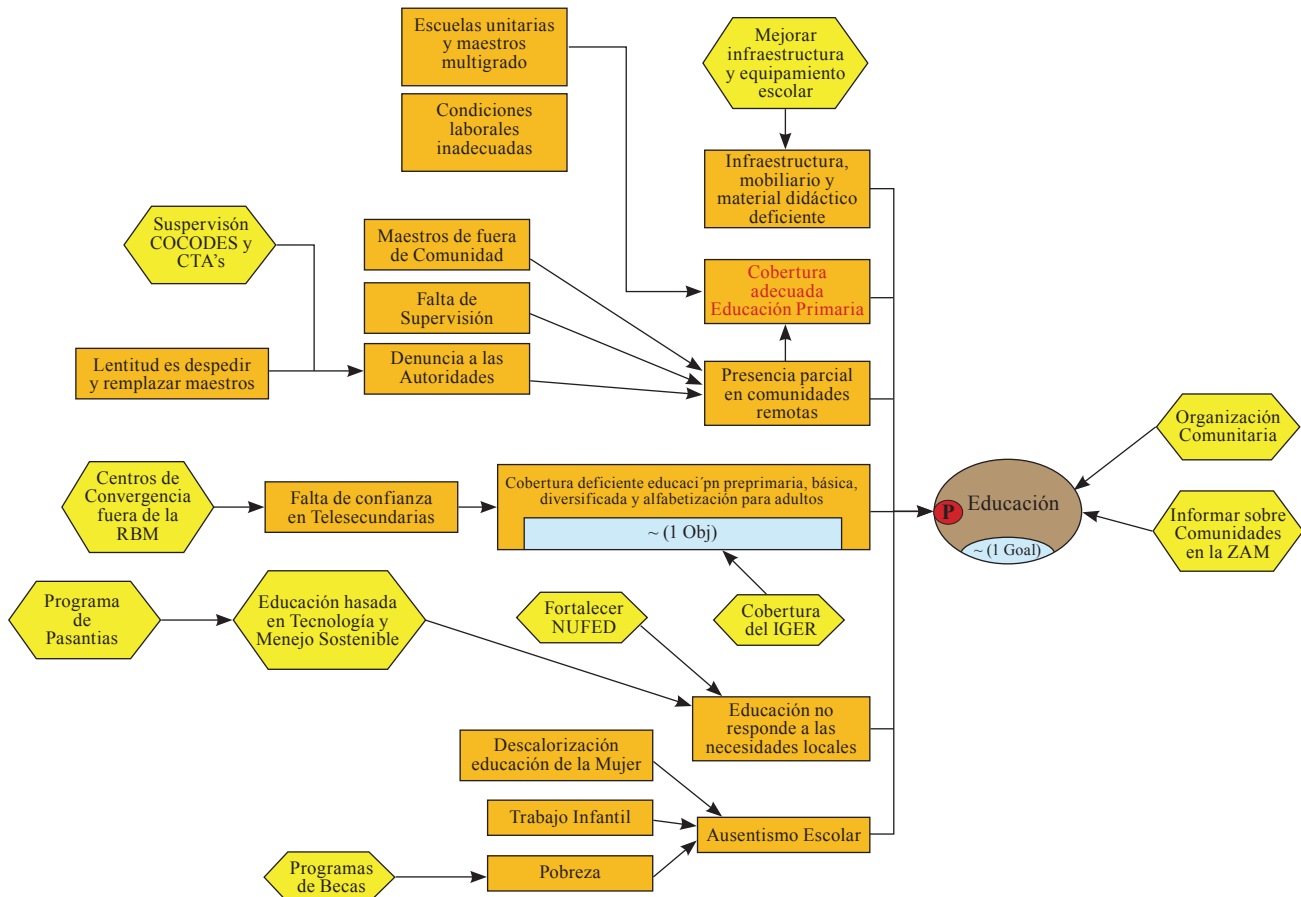 Escuelas unitarias
y maestros
multigrado
Condiciones
laborales
inadecuadas
Mejorar
infraestructura
y equipamiento
escolar
Infraestructura,
mobiliario y
material didáctico
deficiente
Suspervisón
COCODES y
CTA's
Maestros de fuera
de Comunidad
Falta de
Supervisión
Denuncia a las
Autoridades
Lentitud es despedir
y remplazar maestros
Cobertura
adecuada
Educación Primaria
Presencia parcial
en comunidades
remotas
Organización
Comunitaria
Centros de
Convergencia
fuera de la
RBM
Falta de confianza
en Telesecundarias
Cobertura deficiente educaci´pn preprimaria, básica,
diversificada y alfabetización para adultos
~ (1 Obj)
P
Educación
~ (1 Goal)
Informar sobre
Comunidades
en la ZAM
Programa
de
Pasantias
Educación hasada
en Tecnología y
Menejo Sostenible
Fortalecer
NUFED
Cobertura
del IGER
Educación no
responde a las
necesidades locales
Descalorización
educación de la Mujer
Trabajo Infantil
Ausentismo Escolar
Programas
de Becas
Pobreza